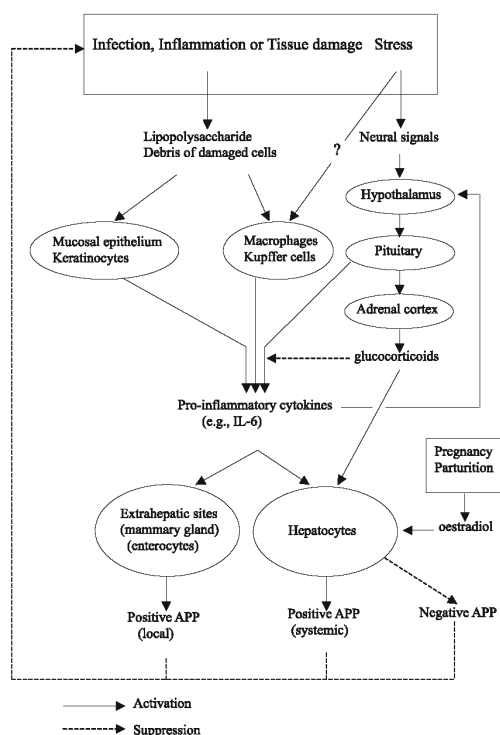 Infection, Inflammation or Tissue damage Stress
Lipopolysaccharide
Debris of damaged cells
?
Neural signals
Hypothalamus
Mucosal epithelium
Keratinocytes
Macrophages
Kupffer cells
Pituitary
Adrenal cortex
glucocorticoids
Pro-inflammatory cytokines
(e.g., IL-6)
Pregnancy
Parturition
Extrahepatic sites
(mammary gland)
(enterocytes)
Hepatocytes
oestradiol
Positive APP
(local)
Positive APP
(systemic)
Negative APP
Activation
Suppression